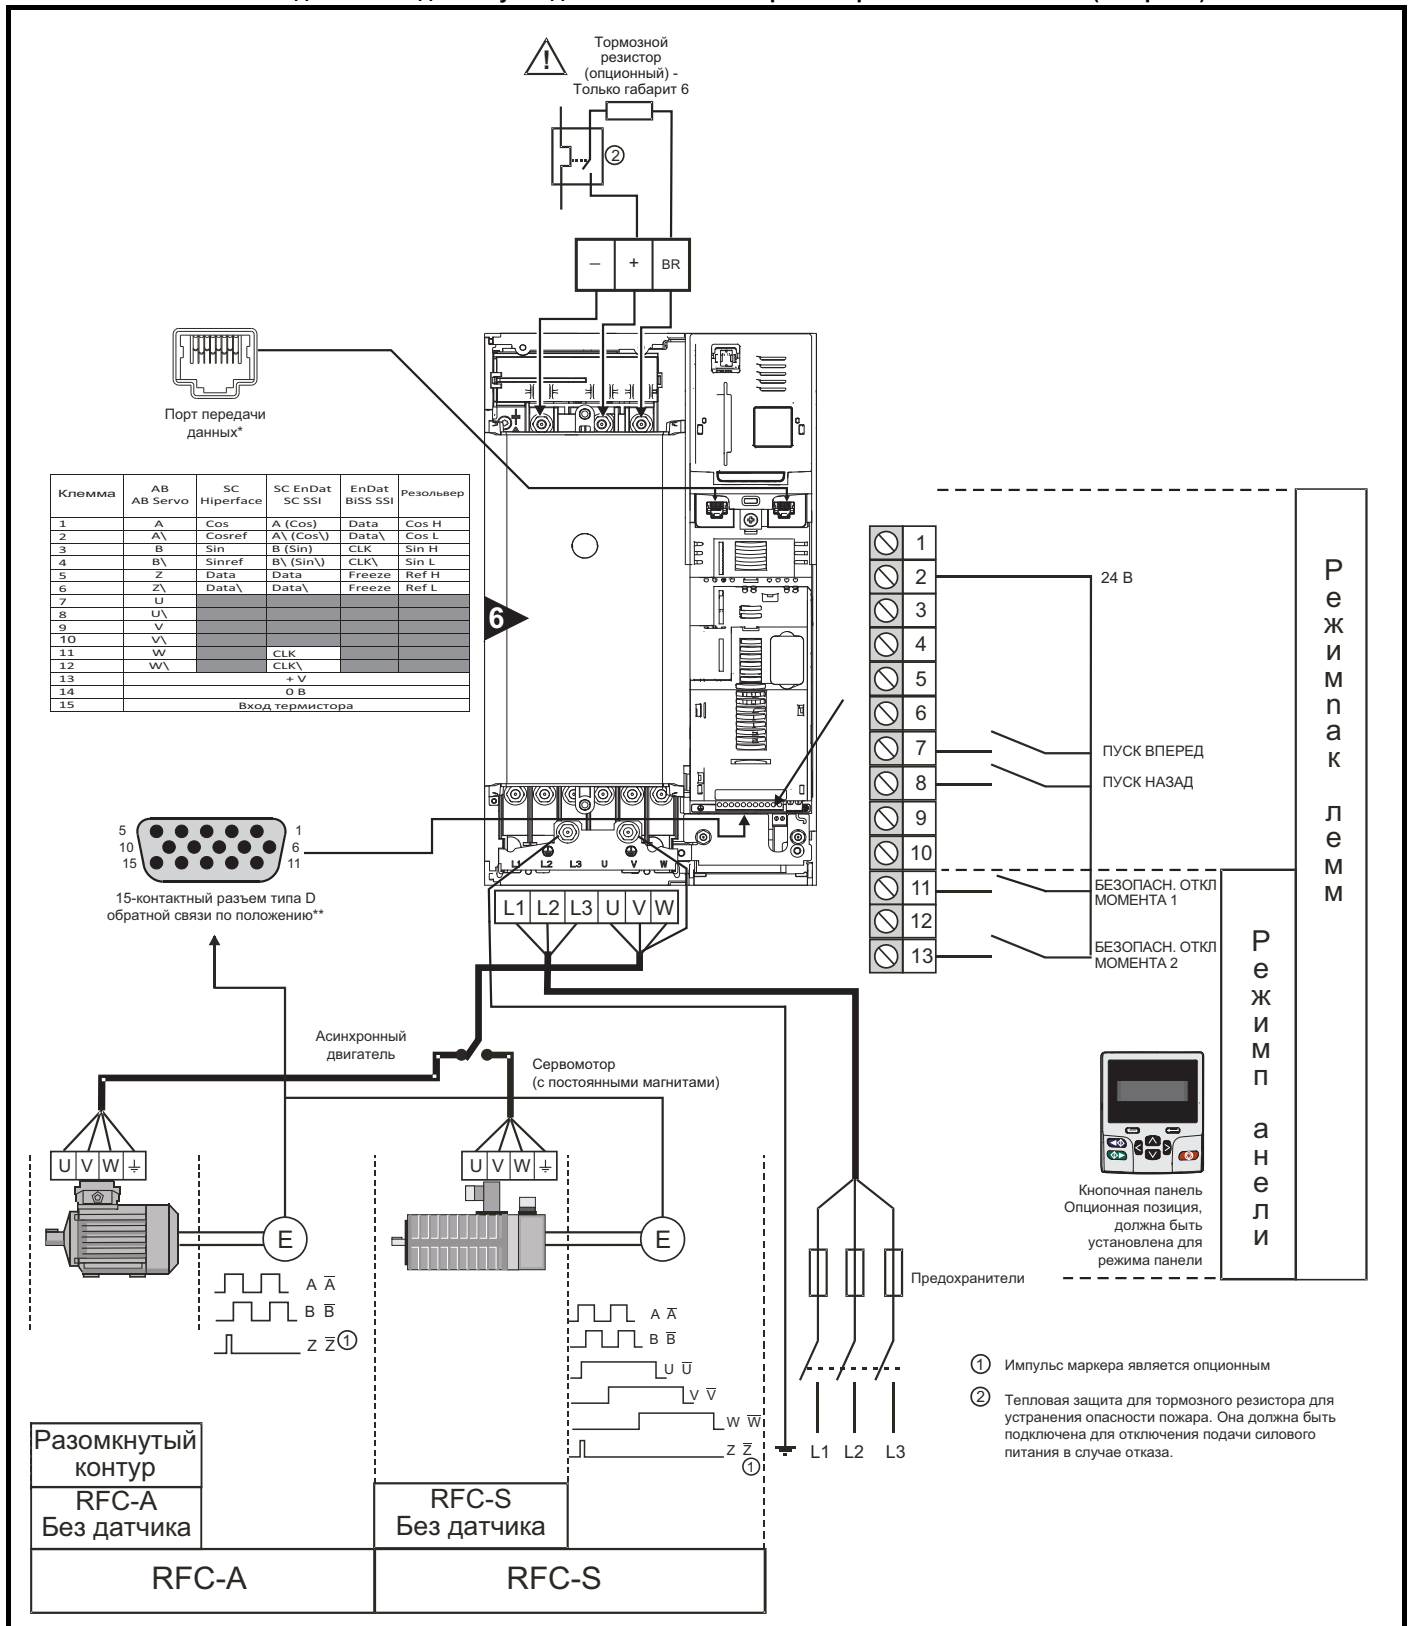 Тормозной
резистор
(опционный) -
Только габарит 6
2
– + BR
Порт передачи
данных*
Клемма AB AB Servo SC Hiperface SC EnDat SC SSI EnDat BiSS SSI Резольвер
1 A Cos A (Cos) Data Cos H
2 A\ Cosref A\ (Cos\) Data\ Cos L
3 B Sin B (Sin) CLK Sin H
4 B\ Sinref B\ (Sin\) CLK\ Sin L
5 Z Data Data Freeze Ref H
6 Z\ Data\ Data\ Freeze Ref L
7 U
8 U\
9 V
10 V\
11 W CLK
12 W\ CLK\
13 + V
14 0 В
15 Вход термистора
6
1
2
3
4
5
6
7
8
9
10
11
12
13
24 В
ПУСК ВПЕРЕД
ПУСК НАЗАД
БЕЗОПАСН. ОТКЛ
МОМЕНТА 1
БЕЗОПАСН. ОТКЛ
МОМЕНТА 2
Режимпак лемм
Режимп анели
5 1
10 6
15 11
15-контактный разъем типа D
обратной связи по положению**
L1 L2 L3 U V W
L1 L2 L3 U V W
Асинхронный
двигатель
Сервомотор
(с постоянными магнитами)
U V W
U V W
E
E
A A̅
B B̅
Z Z̅ 1
A A̅
B B̅
U U̅
V V̅
W W̅
Z Z̅
1
Предохранители
L1 L2 L3
Кнопочная панель
Опционная позиция,
должна быть
установлена для
режима панели
1 Импульс маркера является опционным
2 Тепловая защита для тормозного резистора для
устранения опасности пожара. Она должна быть
подключена для отключения подачи силового
питания в случае отказа.
Разомкнутый
контур
RFC-A
Без датчика
RFC-S
Без датчика
RFC-A
RFC-S